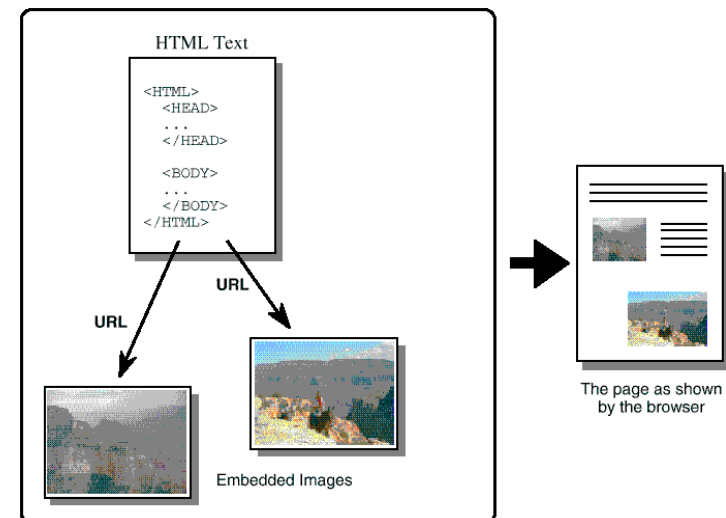 HTML Text
<HTML>
<HEAD>
...
</HEAD>
<BODY>
...
</BODY>
</HTML>
URL
URL
Embedded Images
The page as shown
by the browser